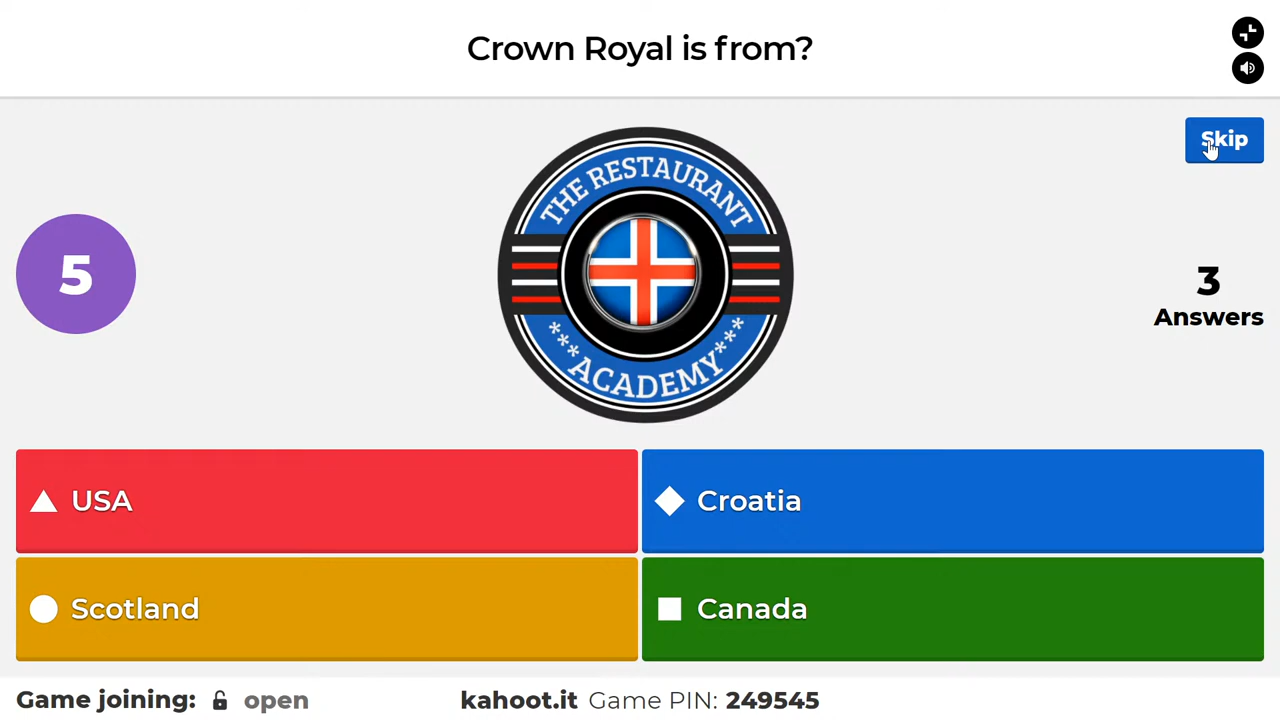 Crown Royal is from?
Skip
THE RESTAURANT
***ACADEMY***
5
3
Answers
USA
Croatia
Scotland
Canada
Game joining: open
kahoot.it Game PIN: 249545